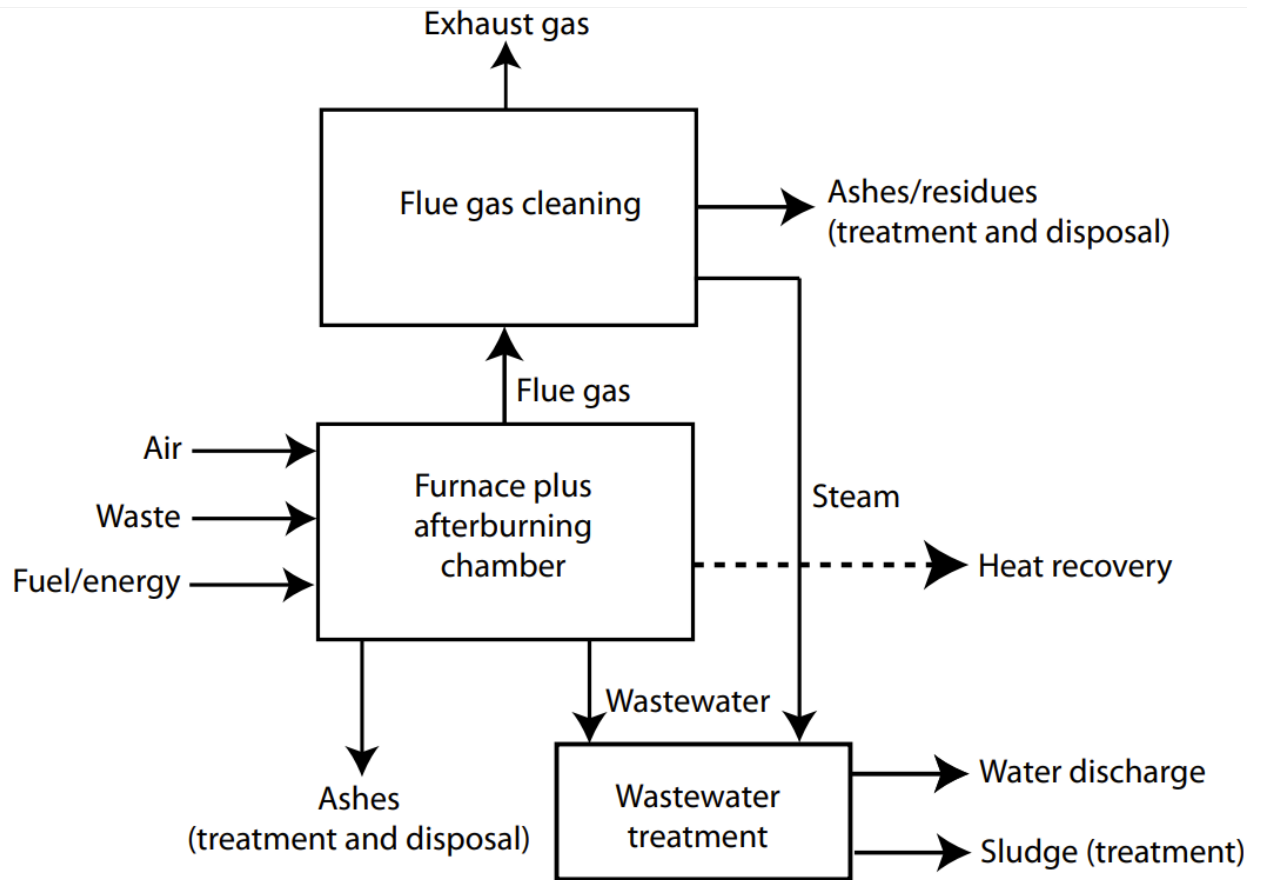 Exhaust gas
Flue gas cleaning
Ashes/residues
(treatment and disposal)
Flue gas
Air
Waste
Fuel/energy
Furnace plus
afterburning
chamber
Steam
Heat recovery
Wastewater
Ashes
(treatment and disposal)
Wastewater
treatment
Water discharge
Sludge (treatment)